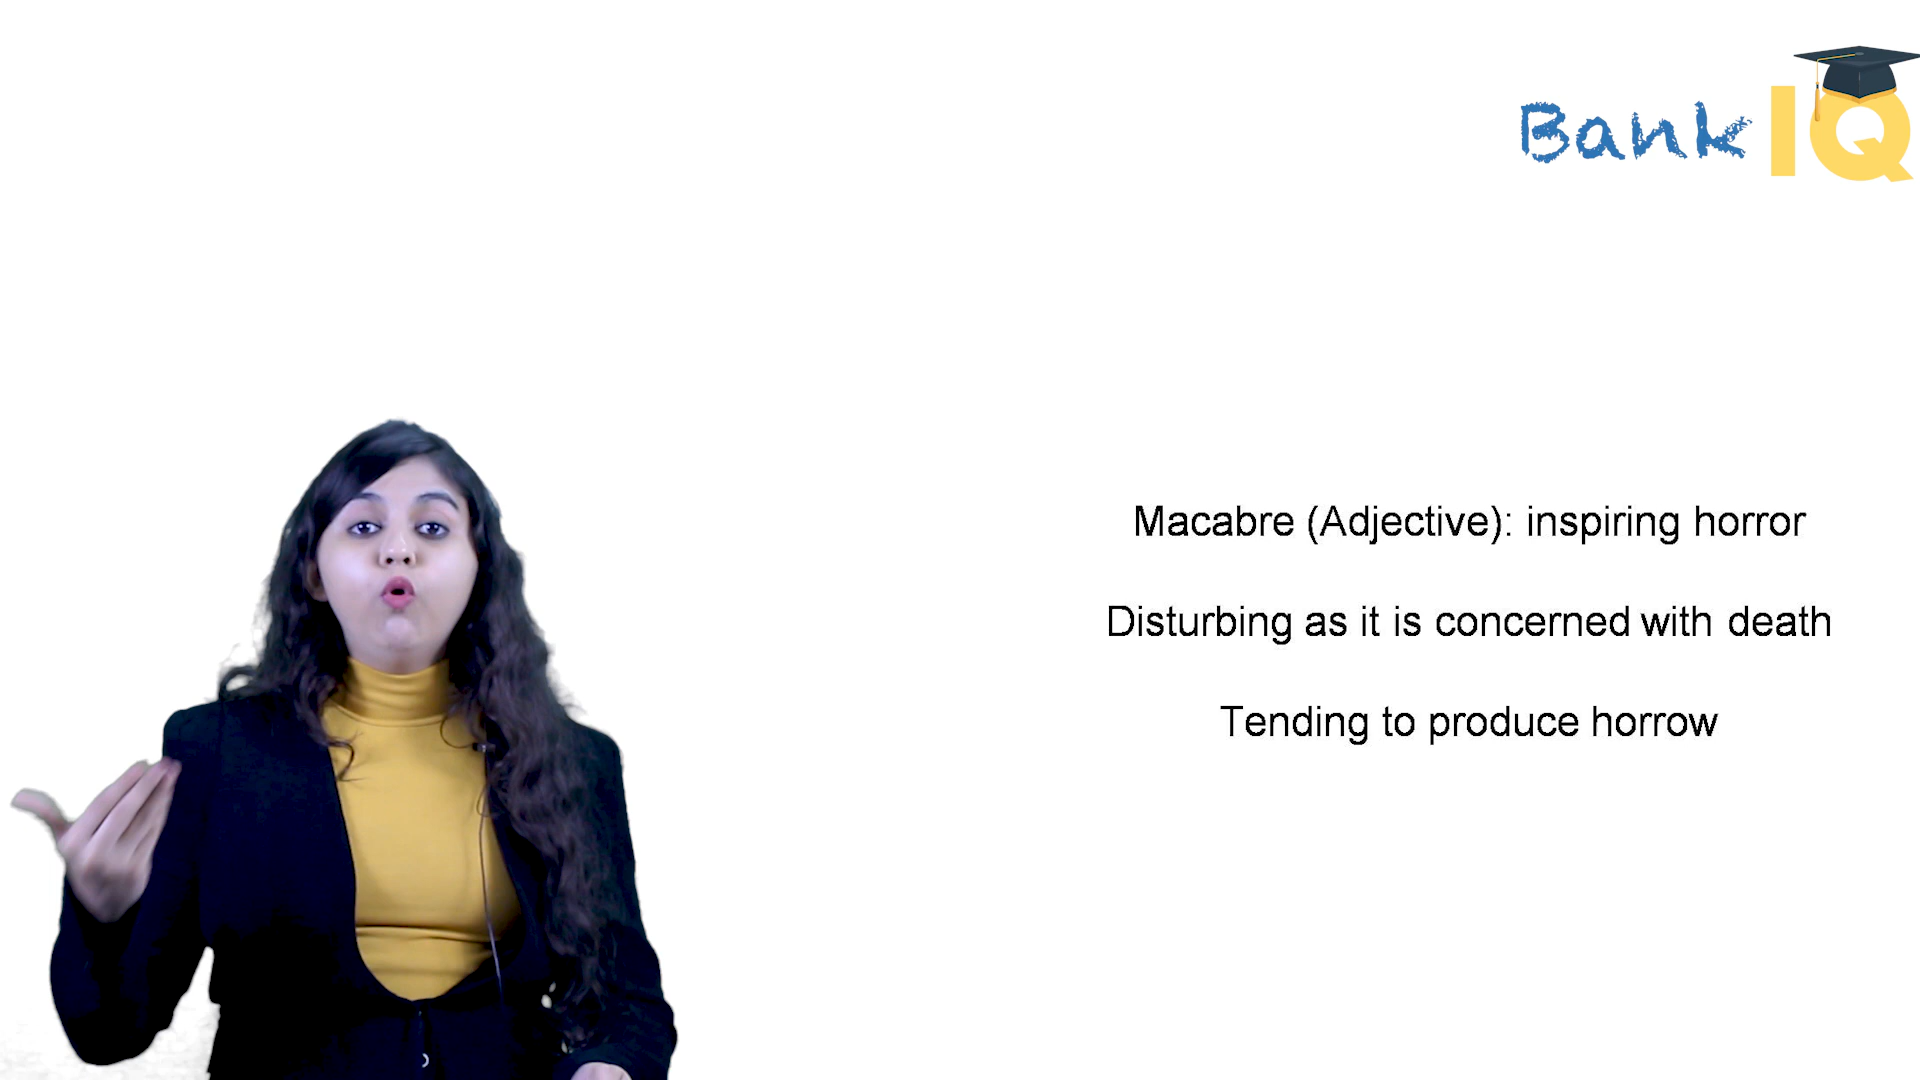 Bank IQ
Macabre (Adjective): inspiring horror
Disturbing as it is concerned with death
Tending to produce horrow